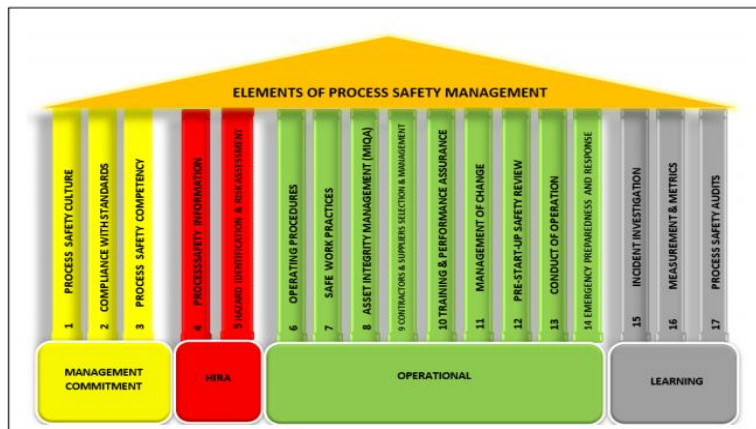 ELEMENTS OF PROCESS SAFETY MANAGEMENT
1 PROCESS SAFETY CULTURE
2 COMPLIANCE WITH STANDARDS
3 PROCESS SAFETY COMPETENCY
4 PROCESSSAFETY INFORMATION
5 HAZARD IDENTIFICATION & RISK ASSESSMENT
6 OPERATING PROCEDURES
7 SAFE WORK PRACTICES
8 ASSET INTEGRITY MANAGEMENT (MIQA)
9 CONTRACTORS & SUPPLIERS SELECTION & MANAGEMENT
10 TRAINING & PERFORMANCE ASSURANCE
11 MANAGEMENT OF CHANGE
12 PRE-START-UP SAFETY REVIEW
13 CONDUCT OF OPERATION
14 EMERGENCY PREPAREDNESS AND RESPONSE
15 INCIDENT INVESTIGATION
16 MEASUREMENT & METRICS
17 PROCESS SAFETY AUDITS
MANAGEMENT
COMMITMENT
HIRA
OPERATIONAL
LEARNING